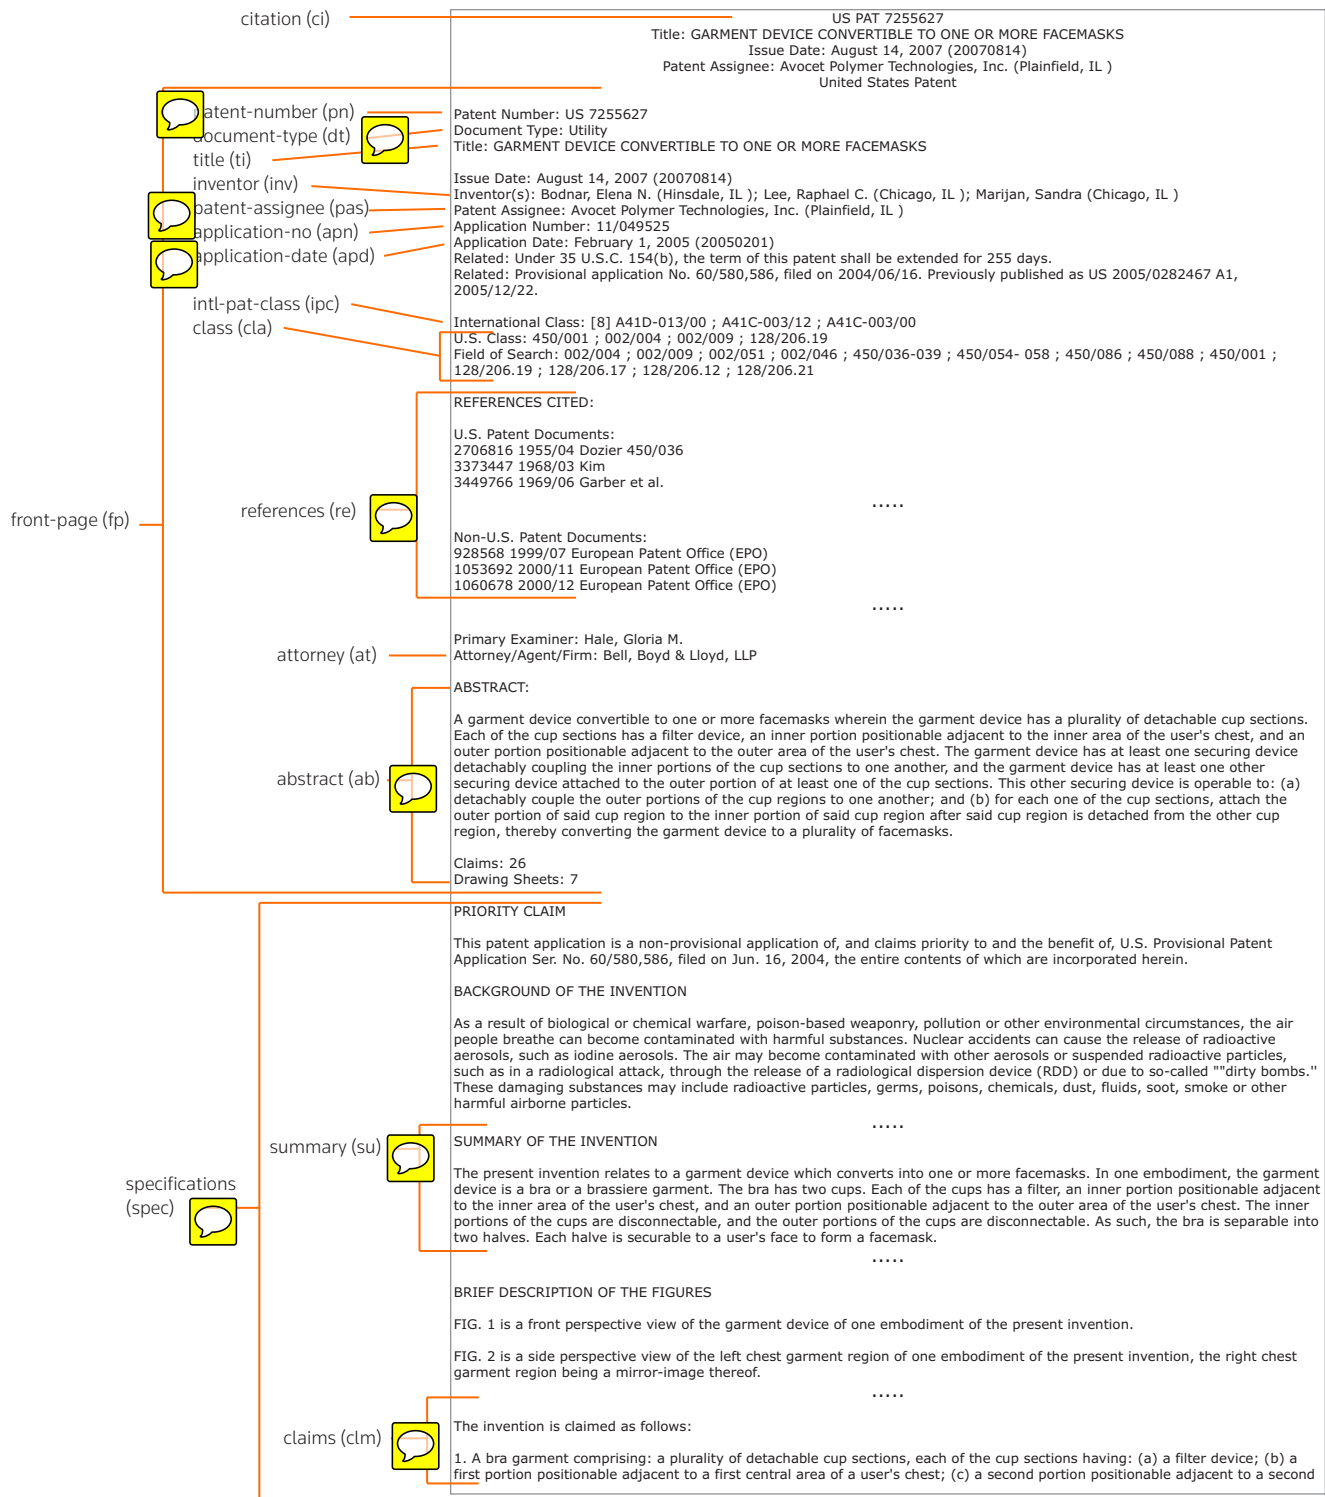 citation (ci)
US PAT 7255627
Title: GARMENT DEVICE CONVERTIBLE TO ONE OR MORE FACEMASKS
Issue Date: August 14, 2007 (20070814)
Patent Assignee: Avocet Polymer Technologies, Inc. (Plainfield, IL )
United States Patent
patent-number (pn)
Patent Number: US 7255627
document-type (dt)
Document Type: Utility
title (ti)
Title: GARMENT DEVICE CONVERTIBLE TO ONE OR MORE FACEMASKS
Issue Date: August 14, 2007 (20070814)
inventor (inv)
Inventor(s): Bodnar, Elena N. (Hinsdale, IL ); Lee, Raphael C. (Chicago, IL ); Marijan, Sandra (Chicago, IL )
patent-assignee (pas)
Patent Assignee: Avocet Polymer Technologies, Inc. (Plainfield, IL )
application-no (apn)
Application Number: 11/049525
application-date (apd)
Application Date: February 1, 2005 (20050201)
Related: Under 35 U.S.C. 154(b), the term of this patent shall be extended for 255 days.
Related: Provisional application No. 60/580,586, filed on 2004/06/16. Previously published as US 2005/0282467 A1,
2005/12/22.
intl-pat-class (ipc)
International Class: [8] A41D-013/00 ; A41C-003/12 ; A41C-003/00
class (cla)
U.S. Class: 450/001 ; 002/004 ; 002/009 ; 128/206.19
Field of Search: 002/004 ; 002/009 ; 002/051 ; 002/046 ; 450/036-039 ; 450/054- 058 ; 450/086 ; 450/088 ; 450/001 ;
128/206.19 ; 128/206.17 ; 128/206.12 ; 128/206.21
REFERENCES CITED:
U.S. Patent Documents:
2706816 1955/04 Dozier 450/036
3373447 1968/03 Kim
3449766 1969/06 Garber et al.
.....
front-page (fp)
references (re)
Non-U.S. Patent Documents:
928568 1999/07 European Patent Office (EPO)
1053692 2000/11 European Patent Office (EPO)
1060678 2000/12 European Patent Office (EPO)
.....
Primary Examiner: Hale, Gloria M.
attorney (at)
Attorney/Agent/Firm: Bell, Boyd & Lloyd, LLP
ABSTRACT:
abstract (ab)
A garment device convertible to one or more facemasks wherein the garment device has a plurality of detachable cup sections.
Each of the cup sections has a filter device, an inner portion positionable adjacent to the inner area of the user's chest, and an
outer portion positionable adjacent to the outer area of the user's chest. The garment device has at least one securing device
detachably coupling the inner portions of the cup sections to one another, and the garment device has at least one other
securing device attached to the outer portion of at least one of the cup sections. This other securing device is operable to: (a)
detachably couple the outer portions of the cup regions to one another; and (b) for each one of the cup sections, attach the
outer portion of said cup region to the inner portion of said cup region after said cup region is detached from the other cup
region, thereby converting the garment device to a plurality of facemasks.
Claims: 26
Drawing Sheets: 7
PRIORITY CLAIM
This patent application is a non-provisional application of, and claims priority to and the benefit of, U.S. Provisional Patent
Application Ser. No. 60/580,586, filed on Jun. 16, 2004, the entire contents of which are incorporated herein.
BACKGROUND OF THE INVENTION
As a result of biological or chemical warfare, poison-based weaponry, pollution or other environmental circumstances, the air
people breathe can become contaminated with harmful substances. Nuclear accidents can cause the release of radioactive
aerosols, such as iodine aerosols. The air may become contaminated with other aerosols or suspended radioactive particles,
such as in a radiological attack, through the release of a radiological dispersion device (RDD) or due to so-called ""dirty bombs."
These damaging substances may include radioactive particles, germs, poisons, chemicals, dust, fluids, soot, smoke or other
harmful airborne particles.
.....
summary (su)
SUMMARY OF THE INVENTION
specifications
(spec)
The present invention relates to a garment device which converts into one or more facemasks. In one embodiment, the garment
device is a bra or a brassiere garment. The bra has two cups. Each of the cups has a filter, an inner portion positionable adjacent
to the inner area of the user's chest, and an outer portion positionable adjacent to the outer area of the user's chest. The inner
portions of the cups are disconnectable, and the outer portions of the cups are disconnectable. As such, the bra is separable into
two halves. Each halve is securable to a user's face to form a facemask.
.....
BRIEF DESCRIPTION OF THE FIGURES
FIG. 1 is a front perspective view of the garment device of one embodiment of the present invention.
FIG. 2 is a side perspective view of the left chest garment region of one embodiment of the present invention, the right chest
garment region being a mirror-image thereof.
.....
claims (clm)
The invention is claimed as follows:
1. A bra garment comprising: a plurality of detachable cup sections, each of the cup sections having: (a) a filter device; (b) a
first portion positionable adjacent to a first central area of a user's chest; (c) a second portion positionable adjacent to a second